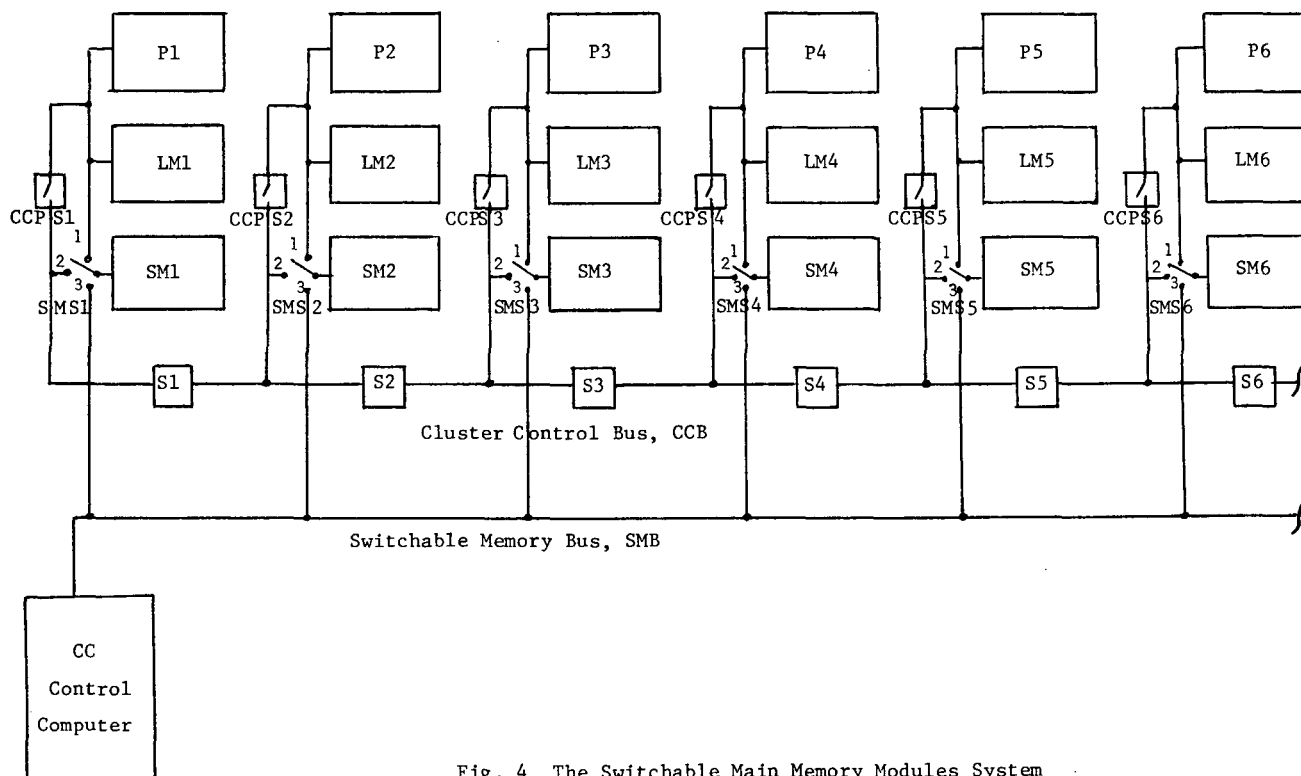 P1 P2 P3 P4 P5 P6
LM1 LM2 LM3 LM4 LM5 LM6
CCPS1 CCPS2 CCPS3 CCPS4 CCPS5 CCPS6
1 1 1 1 1 1
2 2 2 2 2 2
SM1 SM2 SM3 SM4 SM5 SM6
3 3 3 3 3 3
SMS1 SMS2 SMS3 SMS4 SMS5 SMS6
S1 S2 S3 S4 S5 S6
Cluster Control Bus, CCB
Switchable Memory Bus, SMB
CC
Control
Computer
Fig. 4 The Switchable Main Memory Modules System